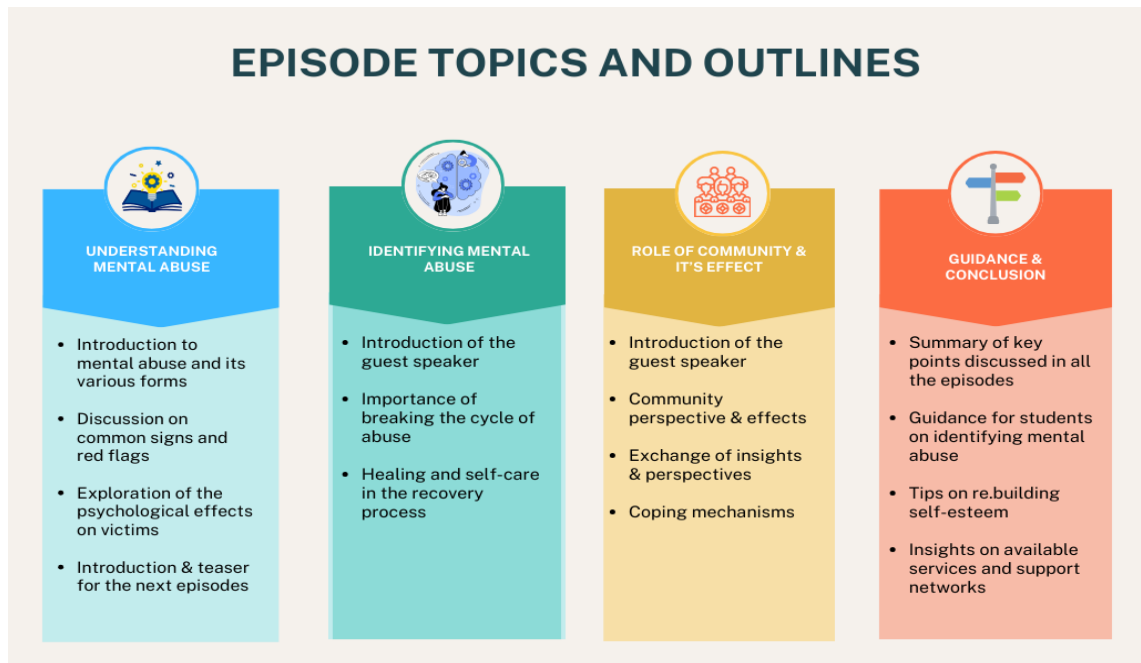 EPISODE TOPICS AND OUTLINES
UNDERSTANDING
MENTAL ABUSE
• Introduction to
mental abuse and its
various forms
• Discussion on
common signs and
red flags
• Exploration of the
psychological effects
on victims
• Introduction & teaser
for the next episodes
IDENTIFYING MENTAL
ABUSE
• Introduction of the
guest speaker
• Importance of
breaking the cycle of
abuse
• Healing and self-care
in the recovery
process
ROLE OF COMMUNITY &
IT'S EFFECT
• Introduction of the
guest speaker
• Community
perspective & effects
• Exchange of insights
& perspectives
• Coping mechanisms
GUIDANCE &
CONCLUSION
• Summary of key
points discussed in all
the episodes
• Guidance for students
on identifying mental
abuse
• Tips on re.building
self-esteem
• Insights on available
services and support
networks